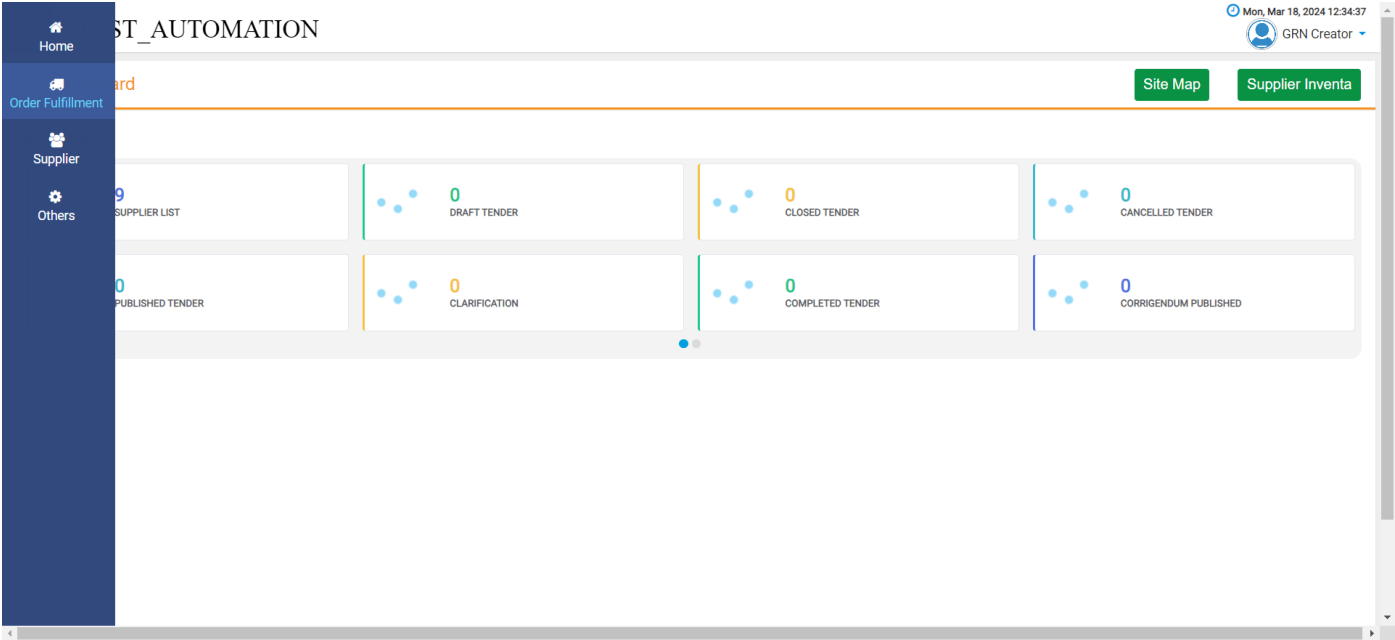 Mon, Mar 18, 2024 12:34:37
ST_AUTOMATION
GRN Creator
Home
Order Fulfillment
Supplier
Others
ard
Site Map
Supplier Inventa
9
SUPPLIER LIST
0
DRAFT TENDER
0
CLOSED TENDER
0
CANCELLED TENDER
0
PUBLISHED TENDER
0
CLARIFICATION
0
COMPLETED TENDER
0
CORRIGENDUM PUBLISHED